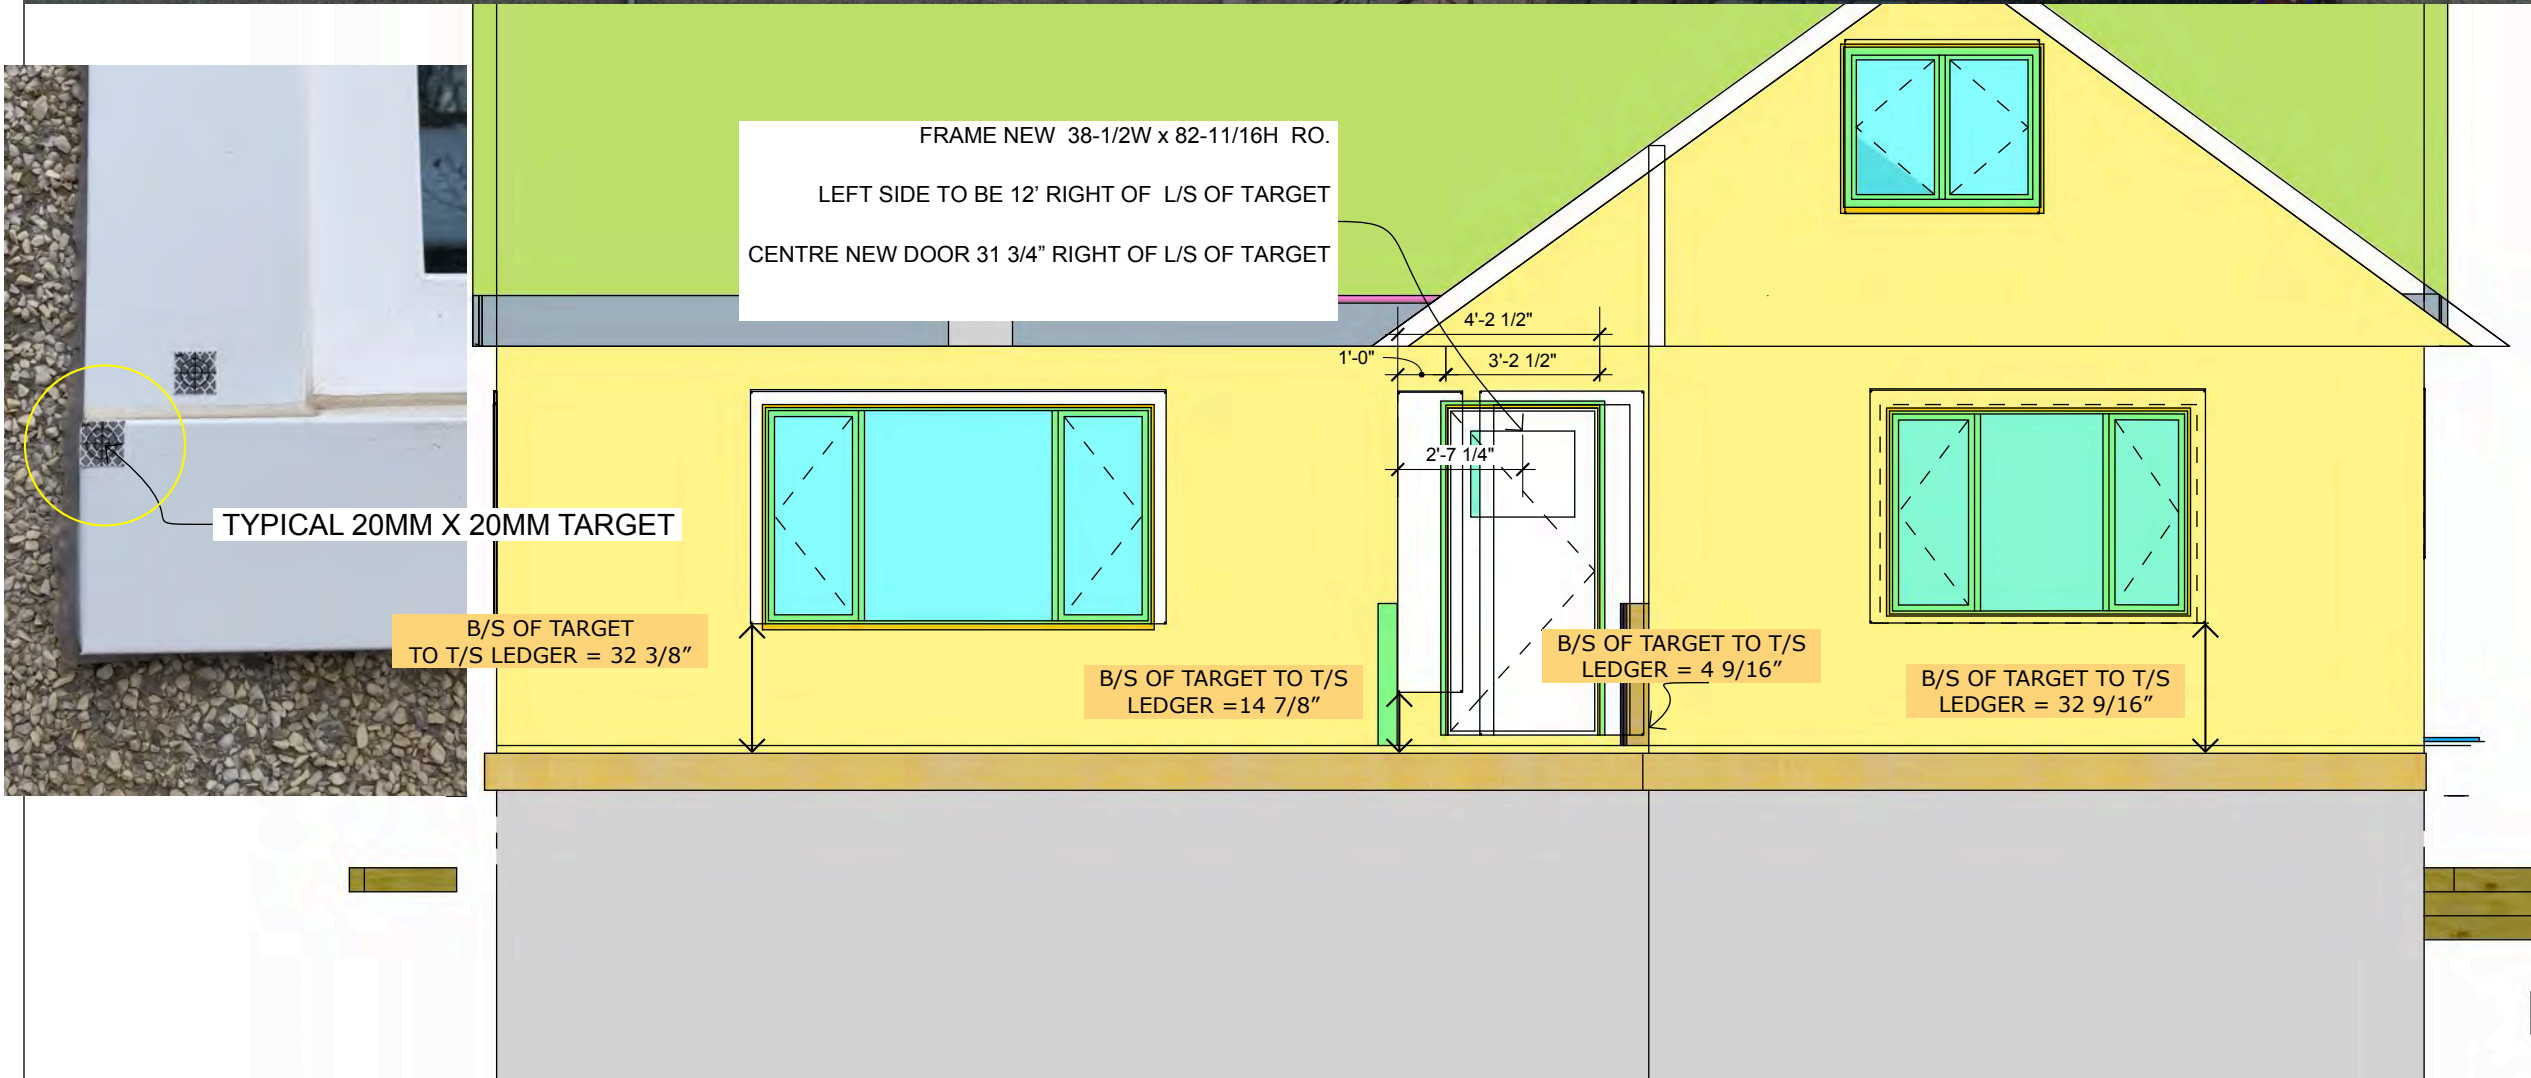 FRAME NEW  38-1/2W x 82-11/16H  RO.
LEFT SIDE TO BE 12’ RIGHT OF  L/S OF TARGET
CENTRE NEW DOOR 31 3/4” RIGHT OF L/S OF TARGET
4'-2 1/2"
1'-0"
3'-2 1/2"
2'-7 1/4"
TYPICAL 20MM X 20MM TARGET
B/S OF TARGET
TO T/S LEDGER = 32 3/8”
B/S OF TARGET TO T/S
LEDGER =14 7/8”
B/S OF TARGET TO T/S
LEDGER = 4 9/16”
B/S OF TARGET TO T/S
LEDGER = 32 9/16”